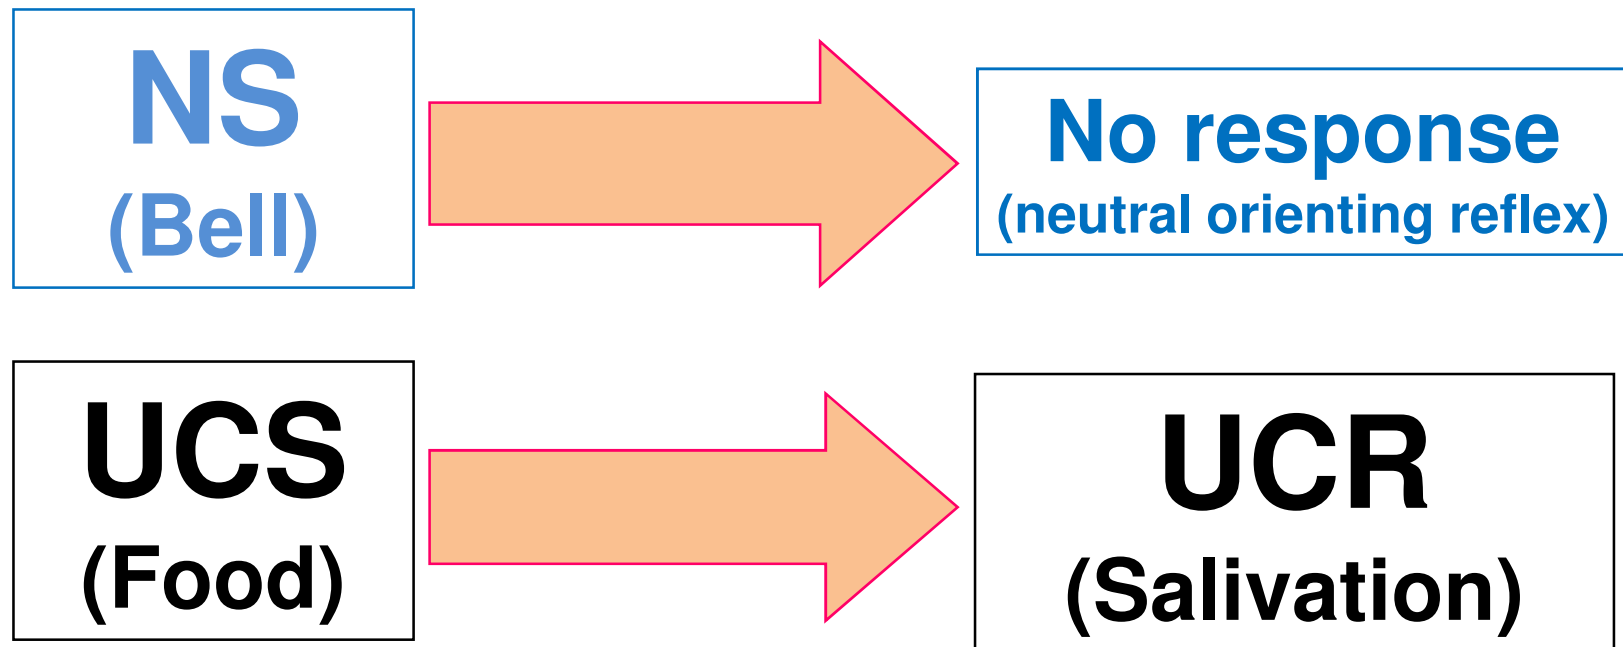 NS
(Bell)
No response
(neutral orienting reflex)
UCS
(Food)
UCR
(Salivation)